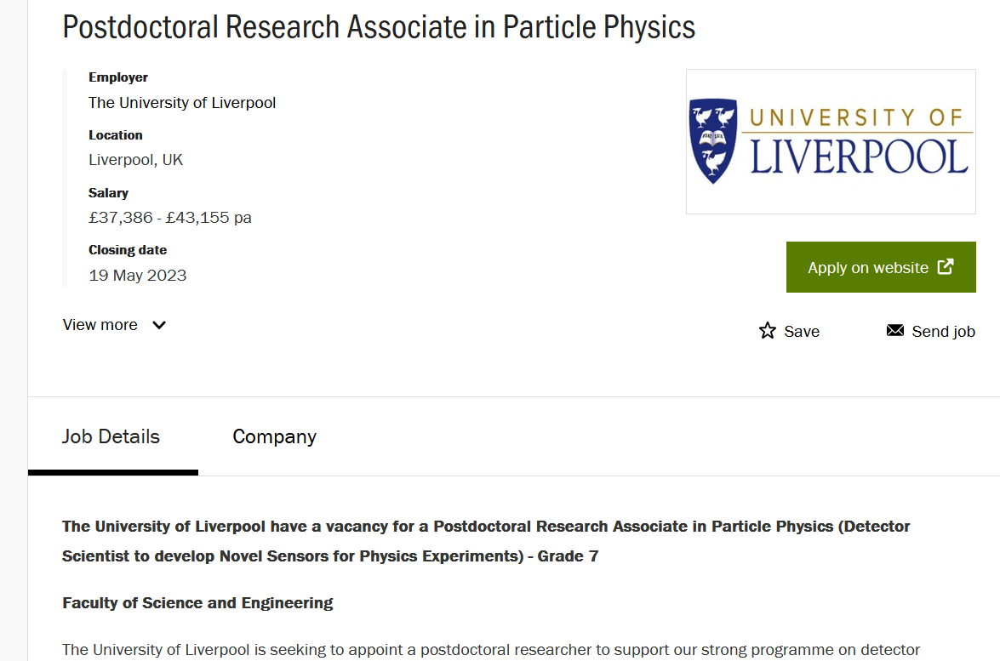 Postdoctoral Research Associate in Particle Physics
Employer
The University of Liverpool
Location
Liverpool, UK
Salary
£37,386 - £43,155 pa
Closing date
19 May 2023
View more
UNIVERSITY OF
LIVERPOOL
Apply on website
Save
Send job
Job Details
Company
The University of Liverpool have a vacancy for a Postdoctoral Research Associate in Particle Physics (Detector
Scientist to develop Novel Sensors for Physics Experiments) - Grade 7
Faculty of Science and Engineering
The University of Liverpool is seeking to appoint a postdoctoral researcher to support our strong programme on detector